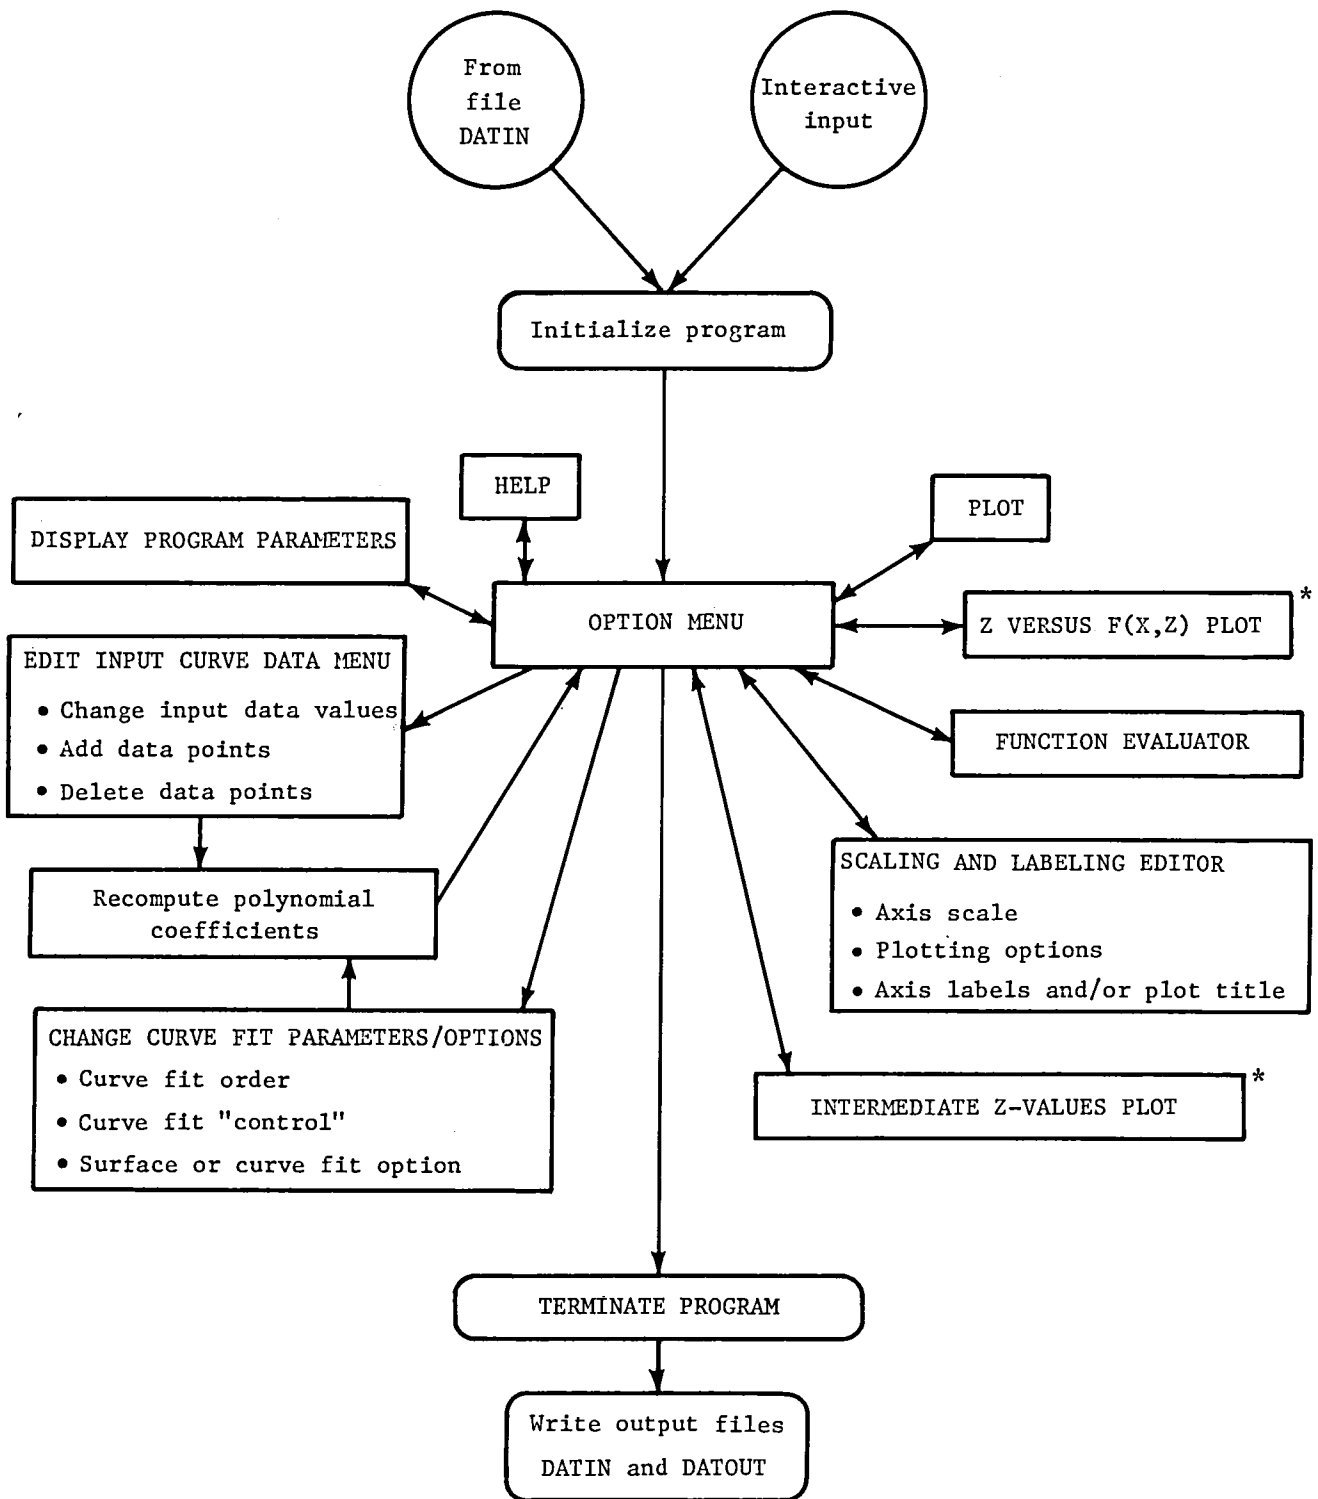 From
file
DATIN
Interactive
input
Initialize program
HELP
PLOT
DISPLAY PROGRAM PARAMETERS
OPTION MENU
Z VERSUS F(X,Z) PLOT *
EDIT INPUT CURVE DATA MENU
• Change input data values
• Add data points
• Delete data points
FUNCTION EVALUATOR
Recompute polynomial
coefficients
SCALING AND LABELING EDITOR
• Axis scale
• Plotting options
• Axis labels and/or plot title
CHANGE CURVE FIT PARAMETERS/OPTIONS
• Curve fit order
• Curve fit "control"
• Surface or curve fit option
INTERMEDIATE Z-VALUES PLOT *
TERMINATE PROGRAM
Write output files
DATIN and DATOUT